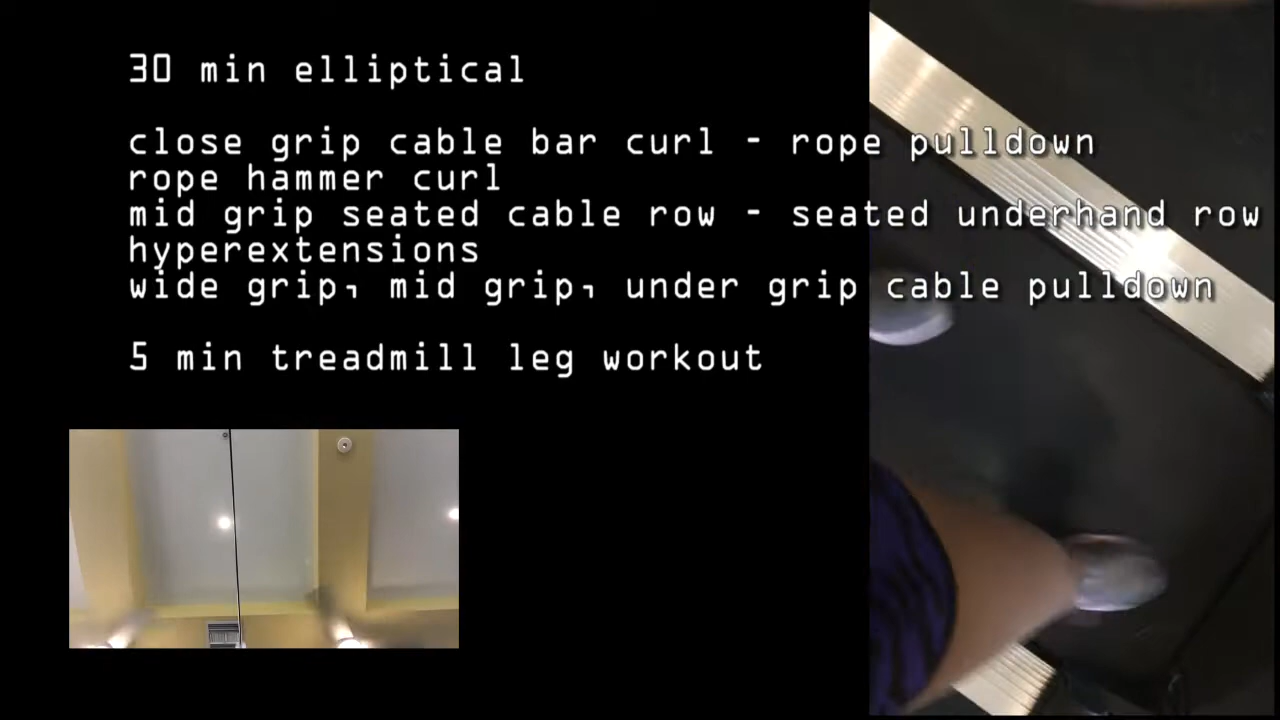 30 min elliptical
close grip cable bar curl - rope pulldown
rope hammer curl
mid grip seated cable row - seated underhand row
hyperextensions
wide grip, mid grip, under grip cable pulldown
5 min treadmill leg workout